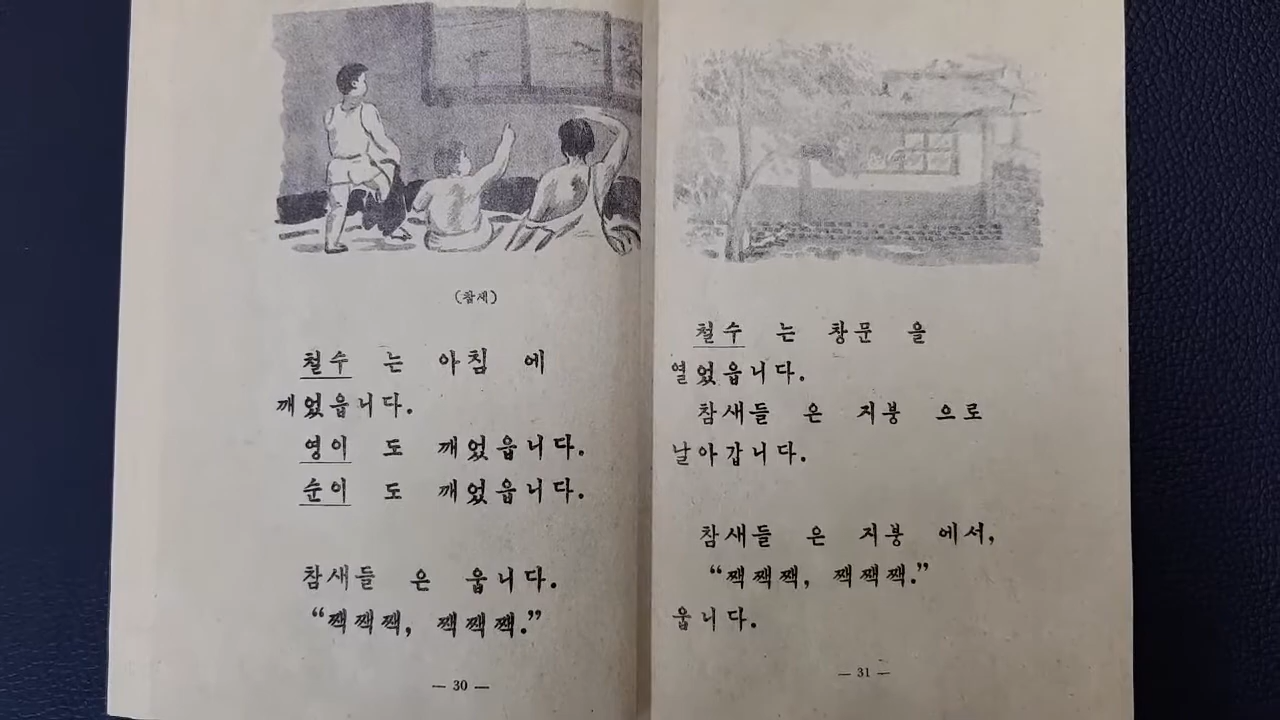 (참새)
철수 는 아침 에
깨었읍니다.
영이 도 깨었읍니다.
순이 도 깨었읍니다.
참새들 은 웁니다.
“짹짹짹, 짹짹짹.”
— 30 —
철수 는 창문 을
열었읍니다.
참새들 은 지붕 으로
날아갑니다.
참새들 은 지붕 에서,
“짹짹짹, 짹짹짹.”
웁니다.
— 31 —